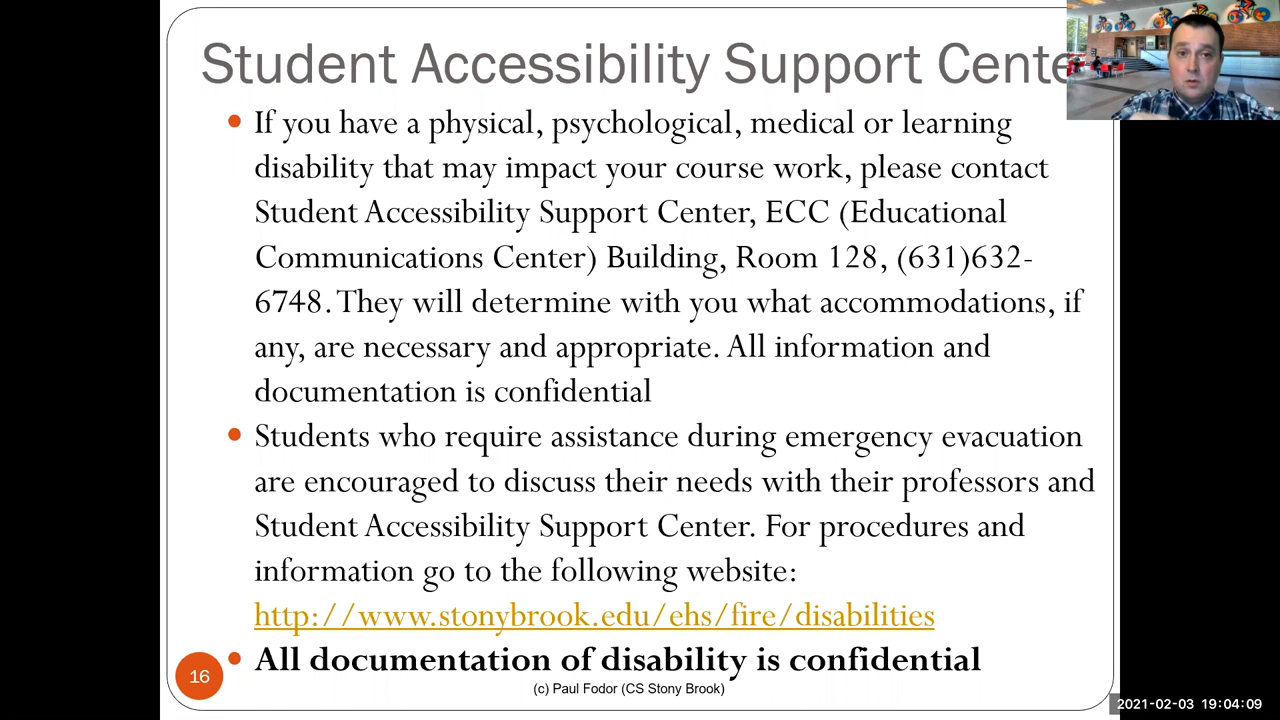 Student Accessibility Support Cente
If you have a physical, psychological, medical or learning
disability that may impact your course work, please contact
Student Accessibility Support Center, ECC (Educational
Communications Center) Building, Room 128, (631)632-
6748. They will determine with you what accommodations, if
any, are necessary and appropriate. All information and
documentation is confidential
Students who require assistance during emergency evacuation
are encouraged to discuss their needs with their professors and
Student Accessibility Support Center. For procedures and
information go to the following website:
http://www.stonybrook.edu/ehs/fire/disabilities
All documentation of disability is confidential
16
(c) Paul Fodor (CS Stony Brook)
2021-02-03 19:04:09